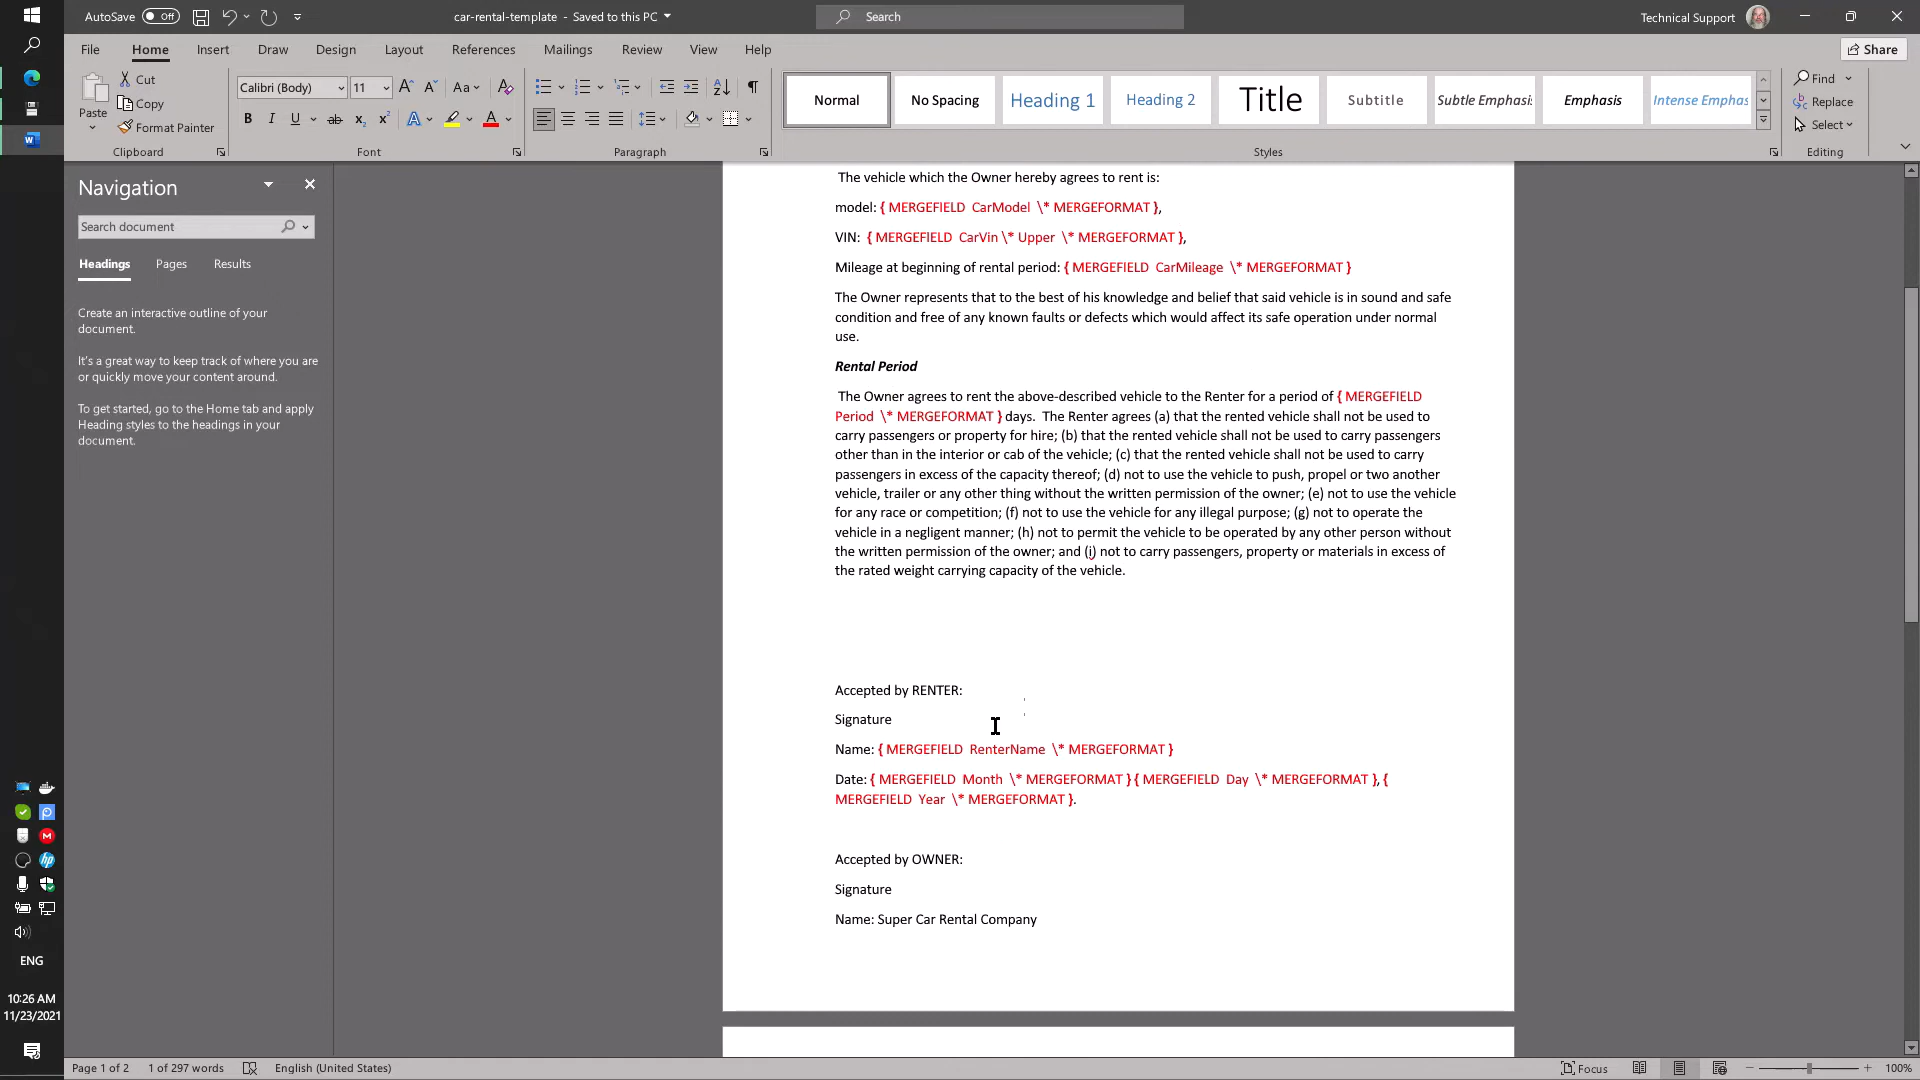 AutoSave Off
car-rental-template - Saved to this PC
Search
Technical Support
File Home Insert Draw Design Layout References Mailings Review View Help
Share
Paste
Cut
Copy
Format Painter
Clipboard
Calibri (Body) 11
Font
Paragraph
Normal
No Spacing
Heading 1
Heading 2
Title
Subtitle
Subtle Emphasis
Emphasis
Intense Emphas
Styles
Find
Replace
Select
Editing
Navigation
Search document
Headings Pages Results
Create an interactive outline of your
document.
It's a great way to keep track of where you are
or quickly move your content around.
To get started, go to the Home tab and apply
Heading styles to the headings in your
document.
The vehicle which the Owner hereby agrees to rent is:
model: { MERGEFIELD CarModel \* MERGEFORMAT },
VIN: { MERGEFIELD CarVin \* Upper \* MERGEFORMAT },
Mileage at beginning of rental period: { MERGEFIELD CarMileage \* MERGEFORMAT }
The Owner represents that to the best of his knowledge and belief that said vehicle is in sound and safe
condition and free of any known faults or defects which would affect its safe operation under normal
use.
Rental Period
The Owner agrees to rent the above-described vehicle to the Renter for a period of { MERGEFIELD
Period \* MERGEFORMAT } days. The Renter agrees (a) that the rented vehicle shall not be used to
carry passengers or property for hire; (b) that the rented vehicle shall not be used to carry passengers
other than in the interior or cab of the vehicle; (c) that the rented vehicle shall not be used to carry
passengers in excess of the capacity thereof; (d) not to use the vehicle to push, propel or two another
vehicle, trailer or any other thing without the written permission of the owner; (e) not to use the vehicle
for any race or competition; (f) not to use the vehicle for any illegal purpose; (g) not to operate the
vehicle in a negligent manner; (h) not to permit the vehicle to be operated by any other person without
the written permission of the owner; and (i) not to carry passengers, property or materials in excess of
the rated weight carrying capacity of the vehicle.
Accepted by RENTER:
Signature
Name: { MERGEFIELD RenterName \* MERGEFORMAT }
Date: { MERGEFIELD Month \* MERGEFORMAT } { MERGEFIELD Day \* MERGEFORMAT }, {
MERGEFIELD Year \* MERGEFORMAT }.
Accepted by OWNER:
Signature
Name: Super Car Rental Company
ENG
10:26 AM
11/23/2021
Page 1 of 2 1 of 297 words English (United States)
Focus
100%